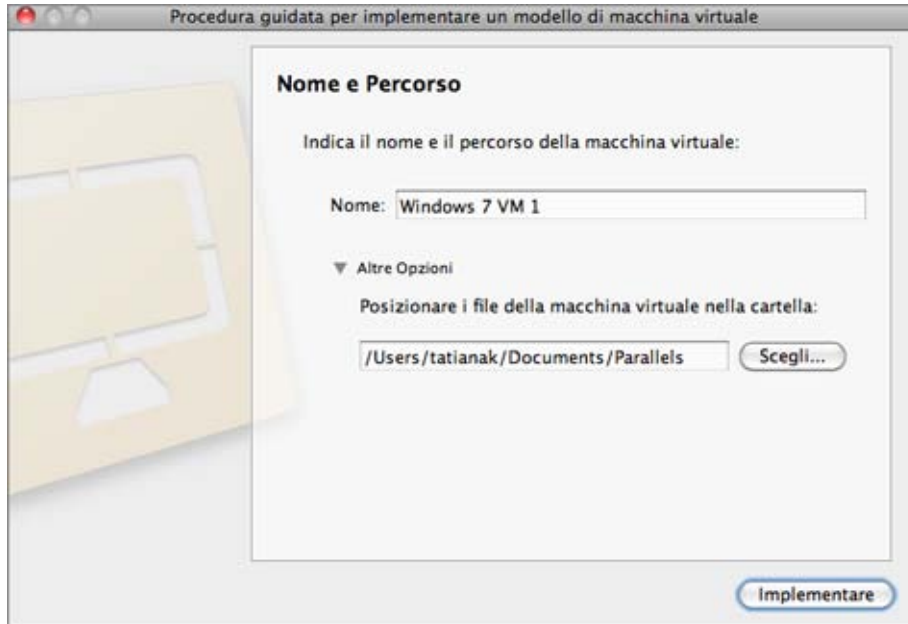 Procedura guidata per implementare un modello di macchina virtuale
Nome e Percorso
Indica il nome e il percorso della macchina virtuale:
Nome: Windows 7 VM 1
Altre Opzioni
Posizionare i file della macchina virtuale nella cartella:
/Users/tatianak/Documents/Parallels Scegli...
Implementare